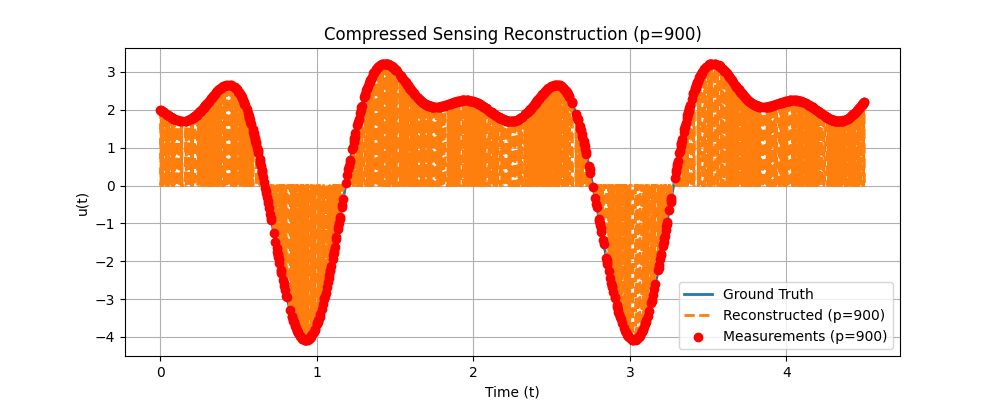 Compressed Sensing Reconstruction (p=900)
u(t)
3
2
1
0
−1
−2
−3
−4
0
1
2
3
4
Time (t)
Ground Truth
Reconstructed (p=900)
Measurements (p=900)